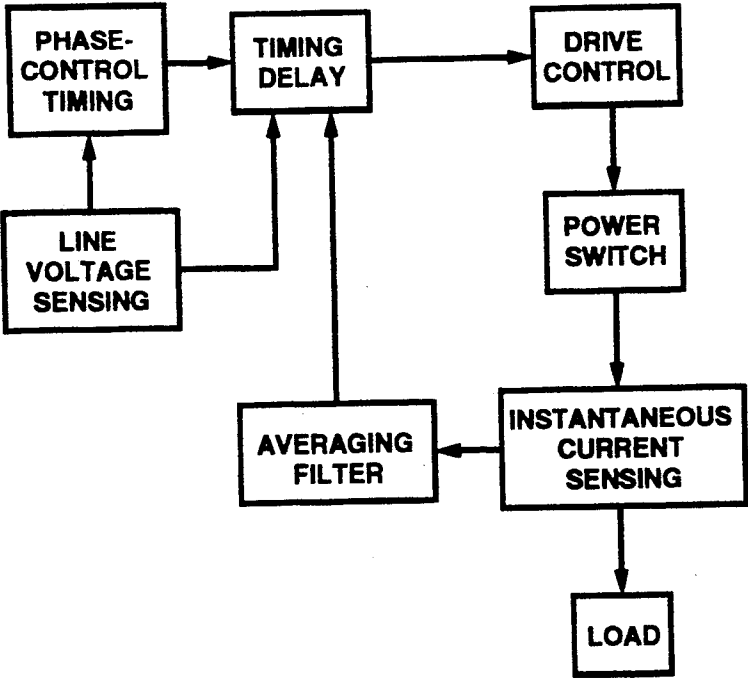 PHASE-
CONTROL
TIMING
TIMING
DELAY
DRIVE
CONTROL
LINE
VOLTAGE
SENSING
POWER
SWITCH
AVERAGING
FILTER
INSTANTANEOUS
CURRENT
SENSING
LOAD